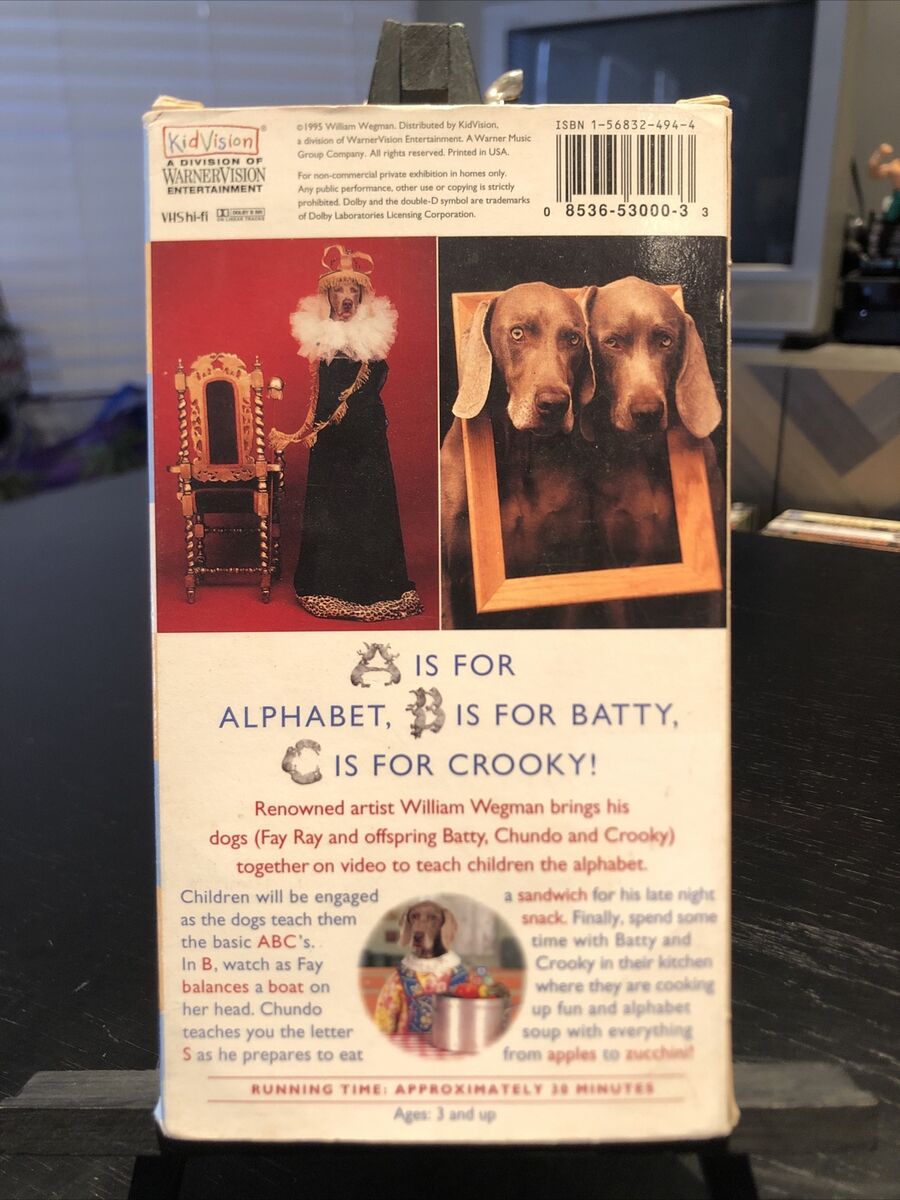 KidVision®
A DIVISION OF
WARNERVISION
ENTERTAINMENT
VHS hi-fi
DOLBY B NR
ON LINEAR TRACKS
©1995 William Wegman. Distributed by KidVision,
a division of WarnerVision Entertainment. A Warner Music
Group Company. All rights reserved. Printed in USA.
For non-commercial private exhibition in homes only.
Any public performance, other use or copying is strictly
prohibited. Dolby and the double-D symbol are trademarks
of Dolby Laboratories Licensing Corporation.
ISBN 1-56832-494-4
0 8536-53000-3 3
A IS FOR
ALPHABET, B IS FOR BATTY,
C IS FOR CROOKY!
Renowned artist William Wegman brings his
dogs (Fay Ray and offspring Batty, Chundo and Crooky)
together on video to teach children the alphabet.
Children will be engaged
as the dogs teach them
the basic ABC's.
In B, watch as Fay
balances a boat on
her head. Chundo
teaches you the letter
S as he prepares to eat
a sandwich for his late night
snack. Finally, spend some
time with Batty and
Crooky in their kitchen
where they are cooking
up fun and alphabet
soup with everything
from apples to zucchini!
RUNNING TIME: APPROXIMATELY 30 MINUTES
Ages: 3 and up